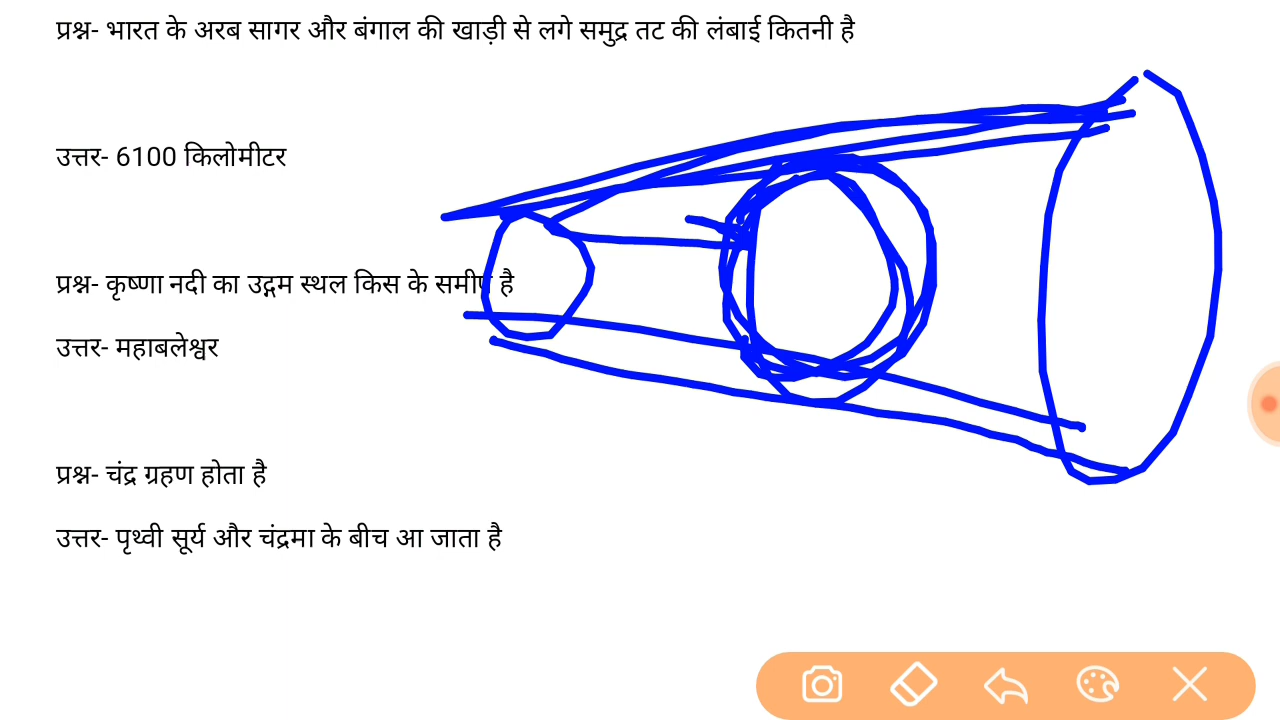 प्रश्न- भारत के अरब सागर और बंगाल की खाड़ी से लगे समुद्र तट की लंबाई कितनी है
उत्तर- 6100 किलोमीटर
प्रश्न- कृष्णा नदी का उद्गम स्थल किस के समीप है
उत्तर- महाबलेश्वर
प्रश्न- चंद्र ग्रहण होता है
उत्तर- पृथ्वी सूर्य और चंद्रमा के बीच आ जाता है